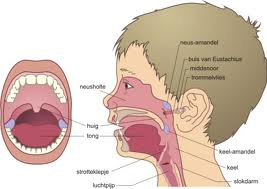 neus-amandel
buis van Eustachius
middenoor
trommelvlies
neusholte
huig
tong
keel-amandel
strotteklepje
keel
luchtpijp
slokdarm